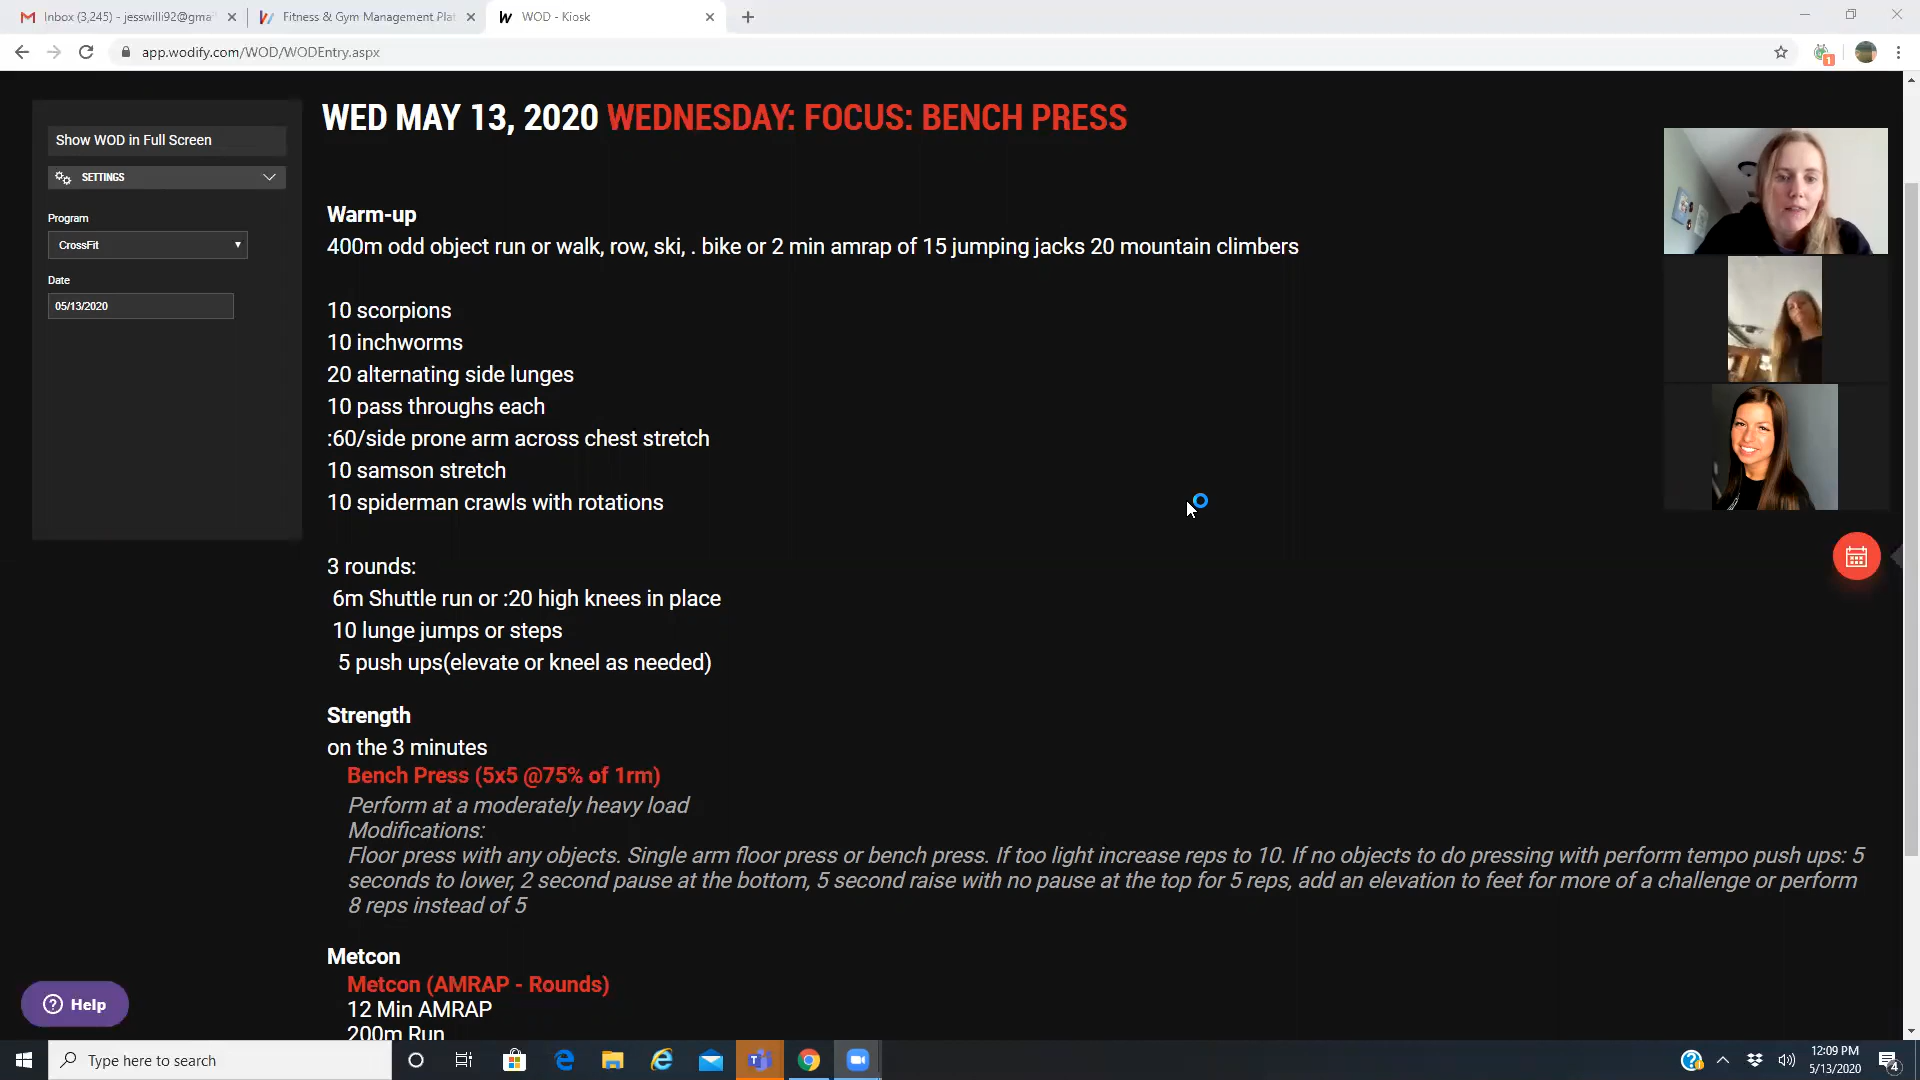 Inbox (3,245) - jesswilli92@gmai
Fitness & Gym Management Plat
WOD - Kiosk
app.wodify.com/WOD/WODEntry.aspx
1
Show WOD in Full Screen
SETTINGS
Program
CrossFit
Date
05/13/2020
WED MAY 13, 2020 WEDNESDAY: FOCUS: BENCH PRESS
Warm-up
400m odd object run or walk, row, ski, . bike or 2 min amrap of 15 jumping jacks 20 mountain climbers
10 scorpions
10 inchworms
20 alternating side lunges
10 pass throughs each
:60/side prone arm across chest stretch
10 samson stretch
10 spiderman crawls with rotations
3 rounds:
6m Shuttle run or :20 high knees in place
10 lunge jumps or steps
5 push ups(elevate or kneel as needed)
Strength
on the 3 minutes
Bench Press (5x5 @75% of 1rm)
Perform at a moderately heavy load
Modifications:
Floor press with any objects. Single arm floor press or bench press. If too light increase reps to 10. If no objects to do pressing with perform tempo push ups: 5
seconds to lower, 2 second pause at the bottom, 5 second raise with no pause at the top for 5 reps, add an elevation to feet for more of a challenge or perform
8 reps instead of 5
Metcon
Metcon (AMRAP - Rounds)
12 Min AMRAP
200m Run
Help
Type here to search
12:09 PM
5/13/2020
4